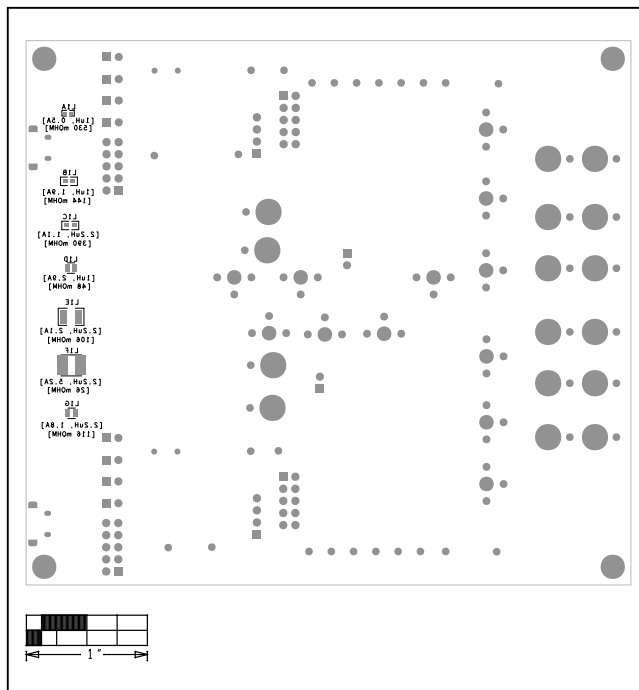 L1A
[1uH, 0.5A]
[530 mOHM]
L1B
[1uH, 1.9A]
[144 mOHM]
L1C
[2.2uH, 1.1A]
[390 mOHM]
L1D
[1uH, 2.9A]
[48 mOHM]
L1E
[2.2uH, 2.1A]
[106 mOHM]
L1F
[2.2uH, 5.2A]
[26 mOHM]
L1G
[2.2uH, 1.8A]
[116 mOHM]
1"